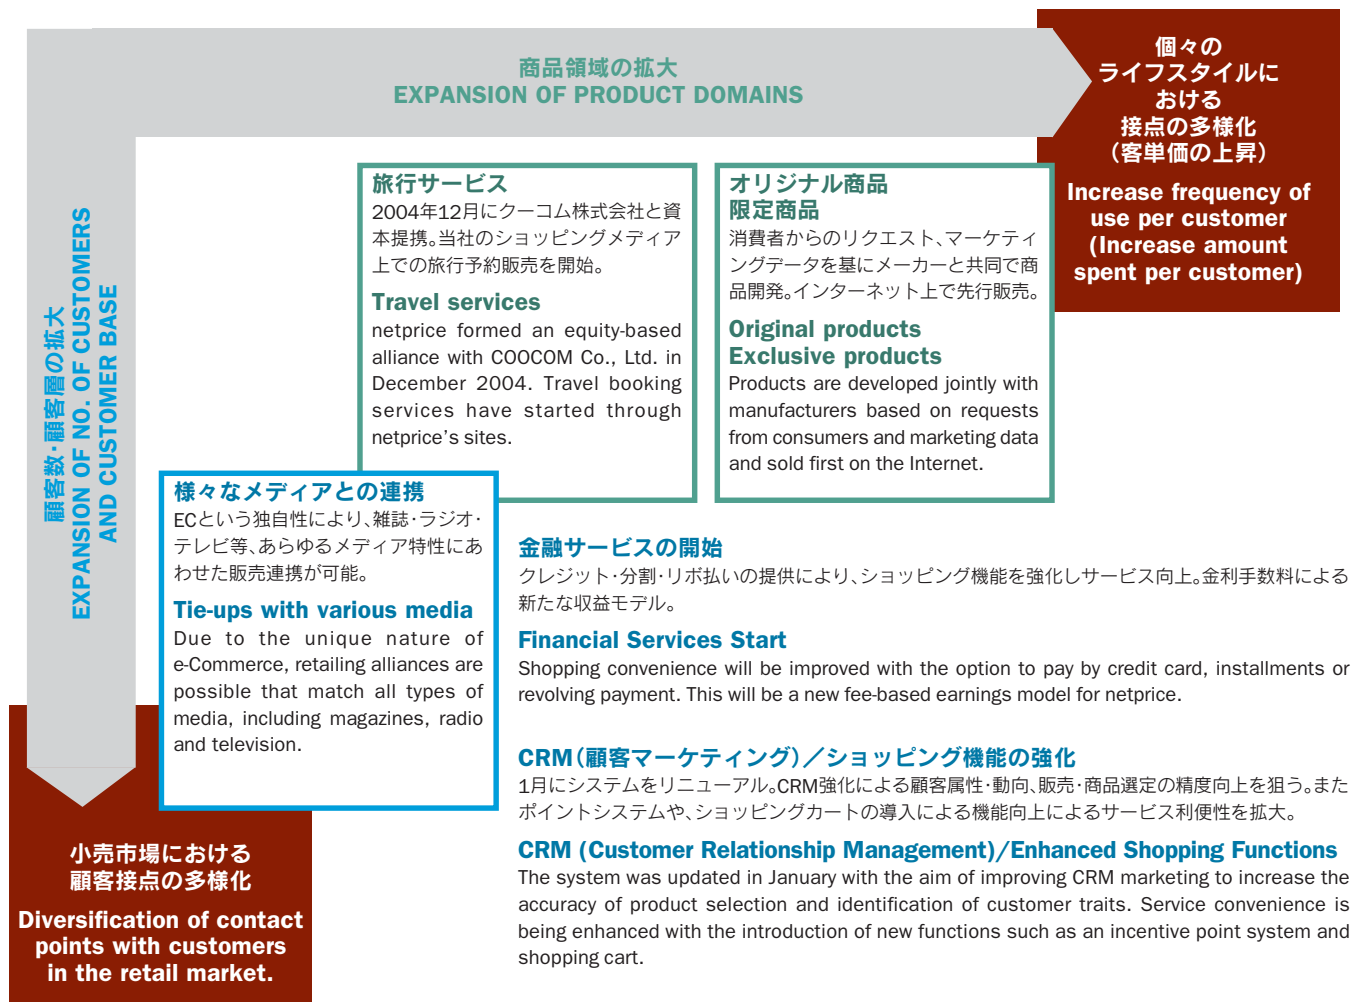 商品領域の拡大
EXPANSION OF PRODUCT DOMAINS
個々の
ライフスタイルに
おける
接点の多様化
（客単価の上昇）
Increase frequency of
use per customer
(Increase amount
spent per customer)
顧客数・顧客層の拡大
EXPANSION OF NO. OF CUSTOMERS
AND CUSTOMER BASE
旅行サービス
2004年12月にクーコム株式会社と資
本提携。当社のショッピングメディア
上での旅行予約販売を開始。
Travel services
netprice formed an equity-based
alliance with COOCOM Co., Ltd. in
December 2004. Travel booking
services have started through
netprice's sites.
オリジナル商品
限定商品
消費者からのリクエスト、マーケティ
ングデータを基にメーカーと共同で商
品開発。インターネット上で先行販売。
Original products
Exclusive products
Products are developed jointly with
manufacturers based on requests
from consumers and marketing data
and sold first on the Internet.
様々なメディアとの連携
ECという独自性により、雑誌・ラジオ・
テレビ等、あらゆるメディア特性にあ
わせた販売連携が可能。
Tie-ups with various media
Due to the unique nature of
e-Commerce, retailing alliances are
possible that match all types of
media, including magazines, radio
and television.
金融サービスの開始
クレジット・分割・リボ払いの提供により、ショッピング機能を強化しサービス向上。金利手数料による
新たな収益モデル。
Financial Services Start
Shopping convenience will be improved with the option to pay by credit card, installments or
revolving payment. This will be a new fee-based earnings model for netprice.
CRM（顧客マーケティング）／ショッピング機能の強化
1月にシステムをリニューアル。CRM強化による顧客属性・動向、販売・商品選定の精度向上を狙う。また
ポイントシステムや、ショッピングカートの導入による機能向上によるサービス利便性を拡大。
CRM (Customer Relationship Management)/Enhanced Shopping Functions
The system was updated in January with the aim of improving CRM marketing to increase the
accuracy of product selection and identification of customer traits. Service convenience is
being enhanced with the introduction of new functions such as an incentive point system and
shopping cart.
小売市場における
顧客接点の多様化
Diversification of contact
points with customers
in the retail market.